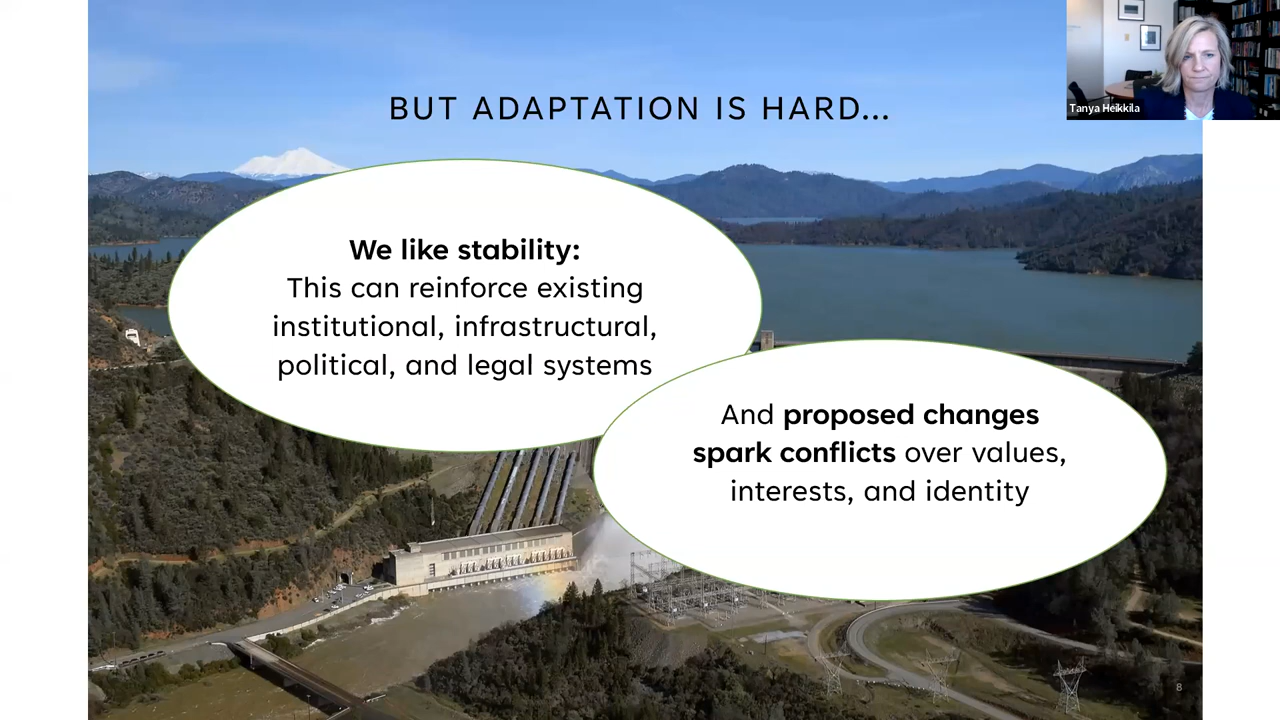 Tanya Heikkila
BUT ADAPTATION IS HARD...
We like stability:
This can reinforce existing
institutional, infrastructural,
political, and legal systems
And proposed changes
spark conflicts over values,
interests, and identity
8